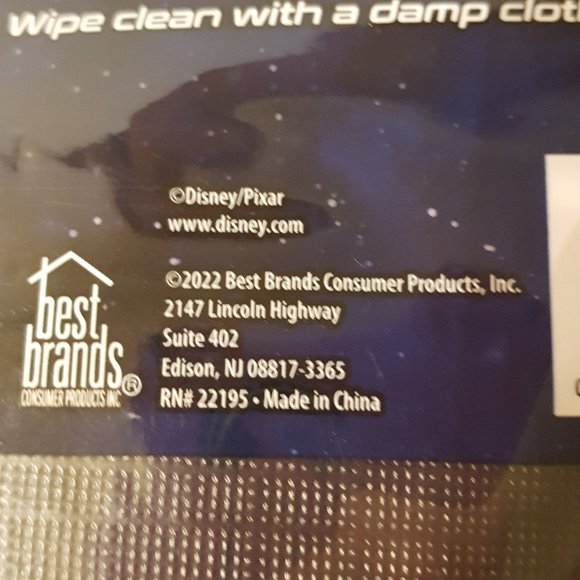 Wipe clean with a damp
©Disney/Pixar
www.disney.com
©2022 Best Brands Consumer Products, Inc.
2147 Lincoln Highway
Suite 402
Edison, NJ 08817-3365
RN# 22195 • Made in China
best
brands®
CONSUMER PRODUCTS INC